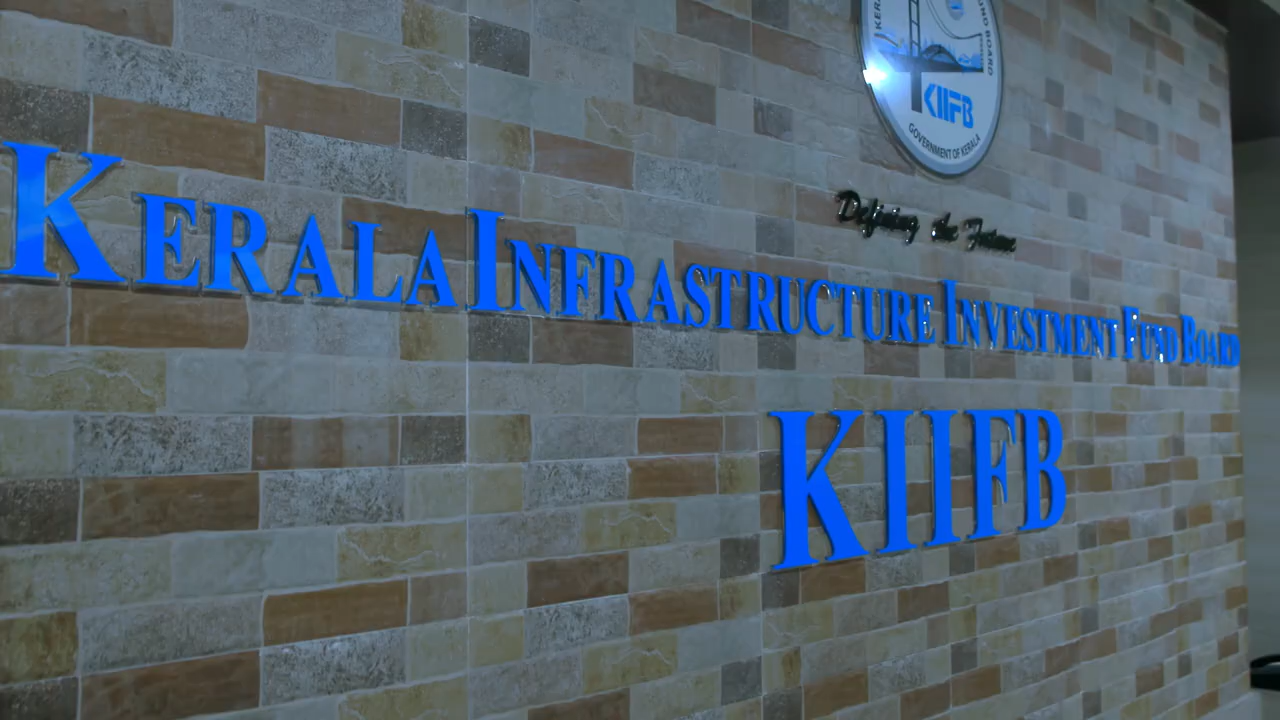 KIIFB
GOVERNMENT OF KERALA
Defining the Future
KERALA INFRASTRUCTURE INVESTMENT FUND BOARD
KIIFB